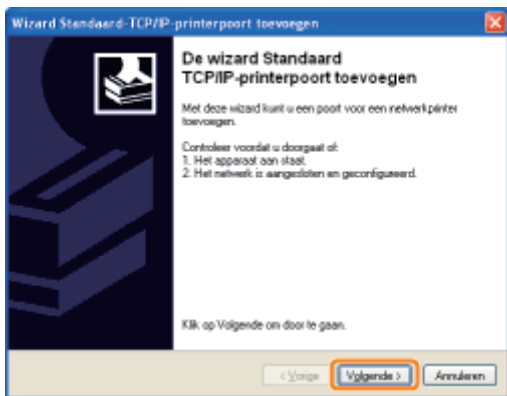 Wizard Standaard-TCP/IP-printerpoort toevoegen
De wizard Standaard
TCP/IP-printerpoort toevoegen
Met deze wizard kunt u een poort voor een netwerkprinter
toevoegen.
Controleer voordat u doorgaat of:
1. Het apparaat aan staat.
2. Het netwerk is aangesloten en geconfigureerd.
Klik op Volgende om door te gaan.
< Vorige
Volgende >
Annuleren